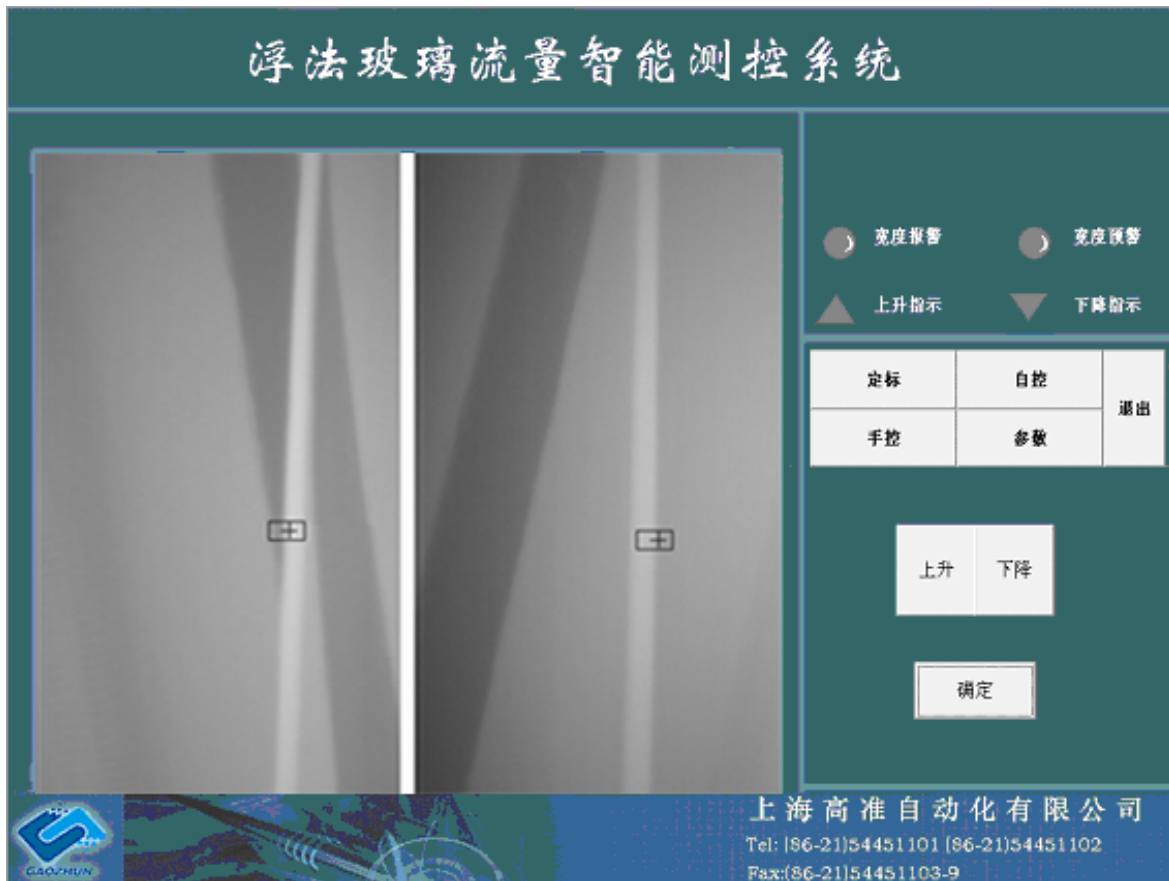 浮法玻璃流量智能测控系统
宽度报警 宽度预警
上升指示 下降指示
定标 自控 退出
手控 参数
上升 下降
确定
上海高准自动化有限公司
Tel: (86-21)54451101 (86-21)54451102
Fax:(86-21)54451103-9
GAOZHUN